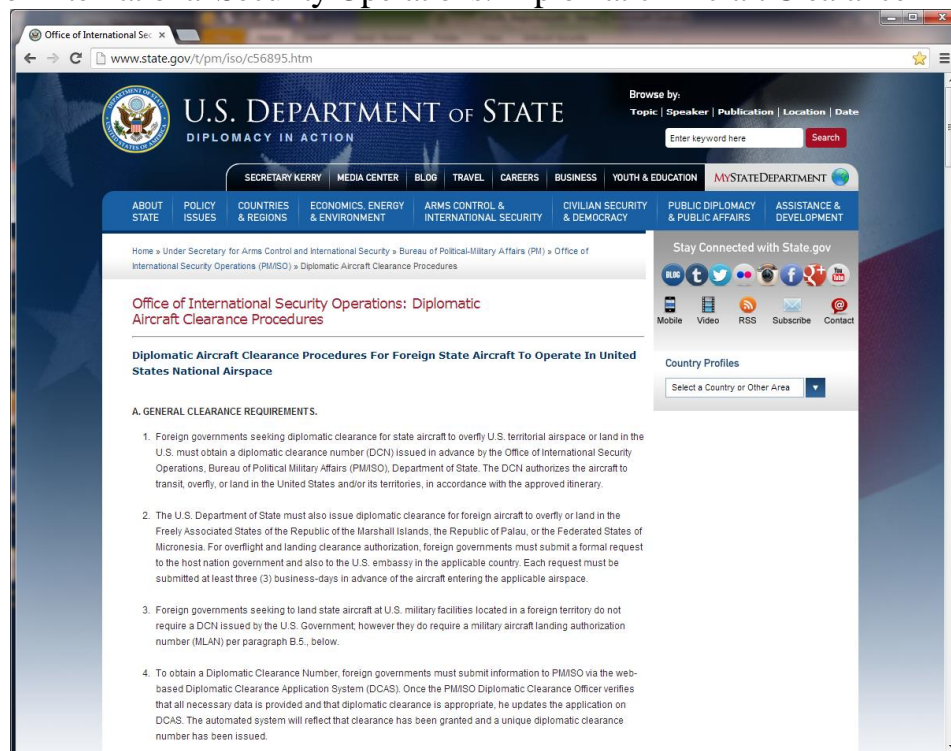 Office of International Sec ×
www.state.gov/t/pm/iso/c56895.htm
U.S. DEPARTMENT OF STATE
DIPLOMACY IN ACTION
Browse by:
Topic | Speaker | Publication | Location | Date
Enter keyword here
Search
SECRETARY KERRY MEDIA CENTER BLOG TRAVEL CAREERS BUSINESS YOUTH & EDUCATION MYSTATEDEPARTMENT
ABOUT STATE
POLICY ISSUES
COUNTRIES & REGIONS
ECONOMICS, ENERGY & ENVIRONMENT
ARMS CONTROL & INTERNATIONAL SECURITY
CIVILIAN SECURITY & DEMOCRACY
PUBLIC DIPLOMACY & PUBLIC AFFAIRS
ASSISTANCE & DEVELOPMENT
Home » Under Secretary for Arms Control and International Security » Bureau of Political-Military Affairs (PM) » Office of
International Security Operations (PM/ISO) » Diplomatic Aircraft Clearance Procedures
Office of International Security Operations: Diplomatic
Aircraft Clearance Procedures
Diplomatic Aircraft Clearance Procedures For Foreign State Aircraft To Operate In United
States National Airspace
A. GENERAL CLEARANCE REQUIREMENTS.
1. Foreign governments seeking diplomatic clearance for state aircraft to overfly U.S. territorial airspace or land in the
U.S. must obtain a diplomatic clearance number (DCN) issued in advance by the Office of International Security
Operations, Bureau of Political Military Affairs (PM/ISO), Department of State. The DCN authorizes the aircraft to
transit, overfly, or land in the United States and/or its territories, in accordance with the approved itinerary.
2. The U.S. Department of State must also issue diplomatic clearance for foreign aircraft to overfly or land in the
Freely Associated States of the Republic of the Marshall Islands, the Republic of Palau, or the Federated States of
Micronesia. For overflight and landing clearance authorization, foreign governments must submit a formal request
to the host nation government and also to the U.S. embassy in the applicable country. Each request must be
submitted at least three (3) business-days in advance of the aircraft entering the applicable airspace.
3. Foreign governments seeking to land state aircraft at U.S. military facilities located in a foreign territory do not
require a DCN issued by the U.S. Government; however they do require a military aircraft landing authorization
number (MLAN) per paragraph B.5., below.
4. To obtain a Diplomatic Clearance Number, foreign governments must submit information to PM/ISO via the web-
based Diplomatic Clearance Application System (DCAS). Once the PM/ISO Diplomatic Clearance Officer verifies
that all necessary data is provided and that diplomatic clearance is appropriate, he updates the application on
DCAS. The automated system will reflect that clearance has been granted and a unique diplomatic clearance
number has been issued.
Stay Connected with State.gov
BLOG
Mobile Video RSS Subscribe Contact
Country Profiles
Select a Country or Other Area